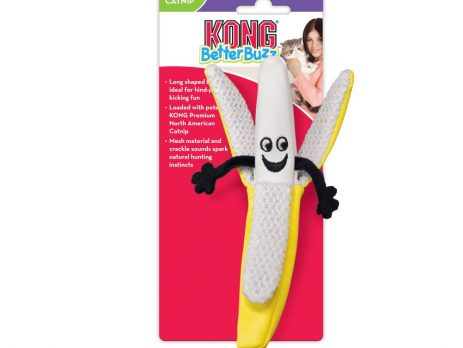 CATNIP
KONG
BetterBuzz
• Long shaped
ideal for hind-p
kicking fun
• Loaded with pote
KONG Premium
North American
Catnip
• Mesh material and
crackle sounds spark
natural hunting
instincts